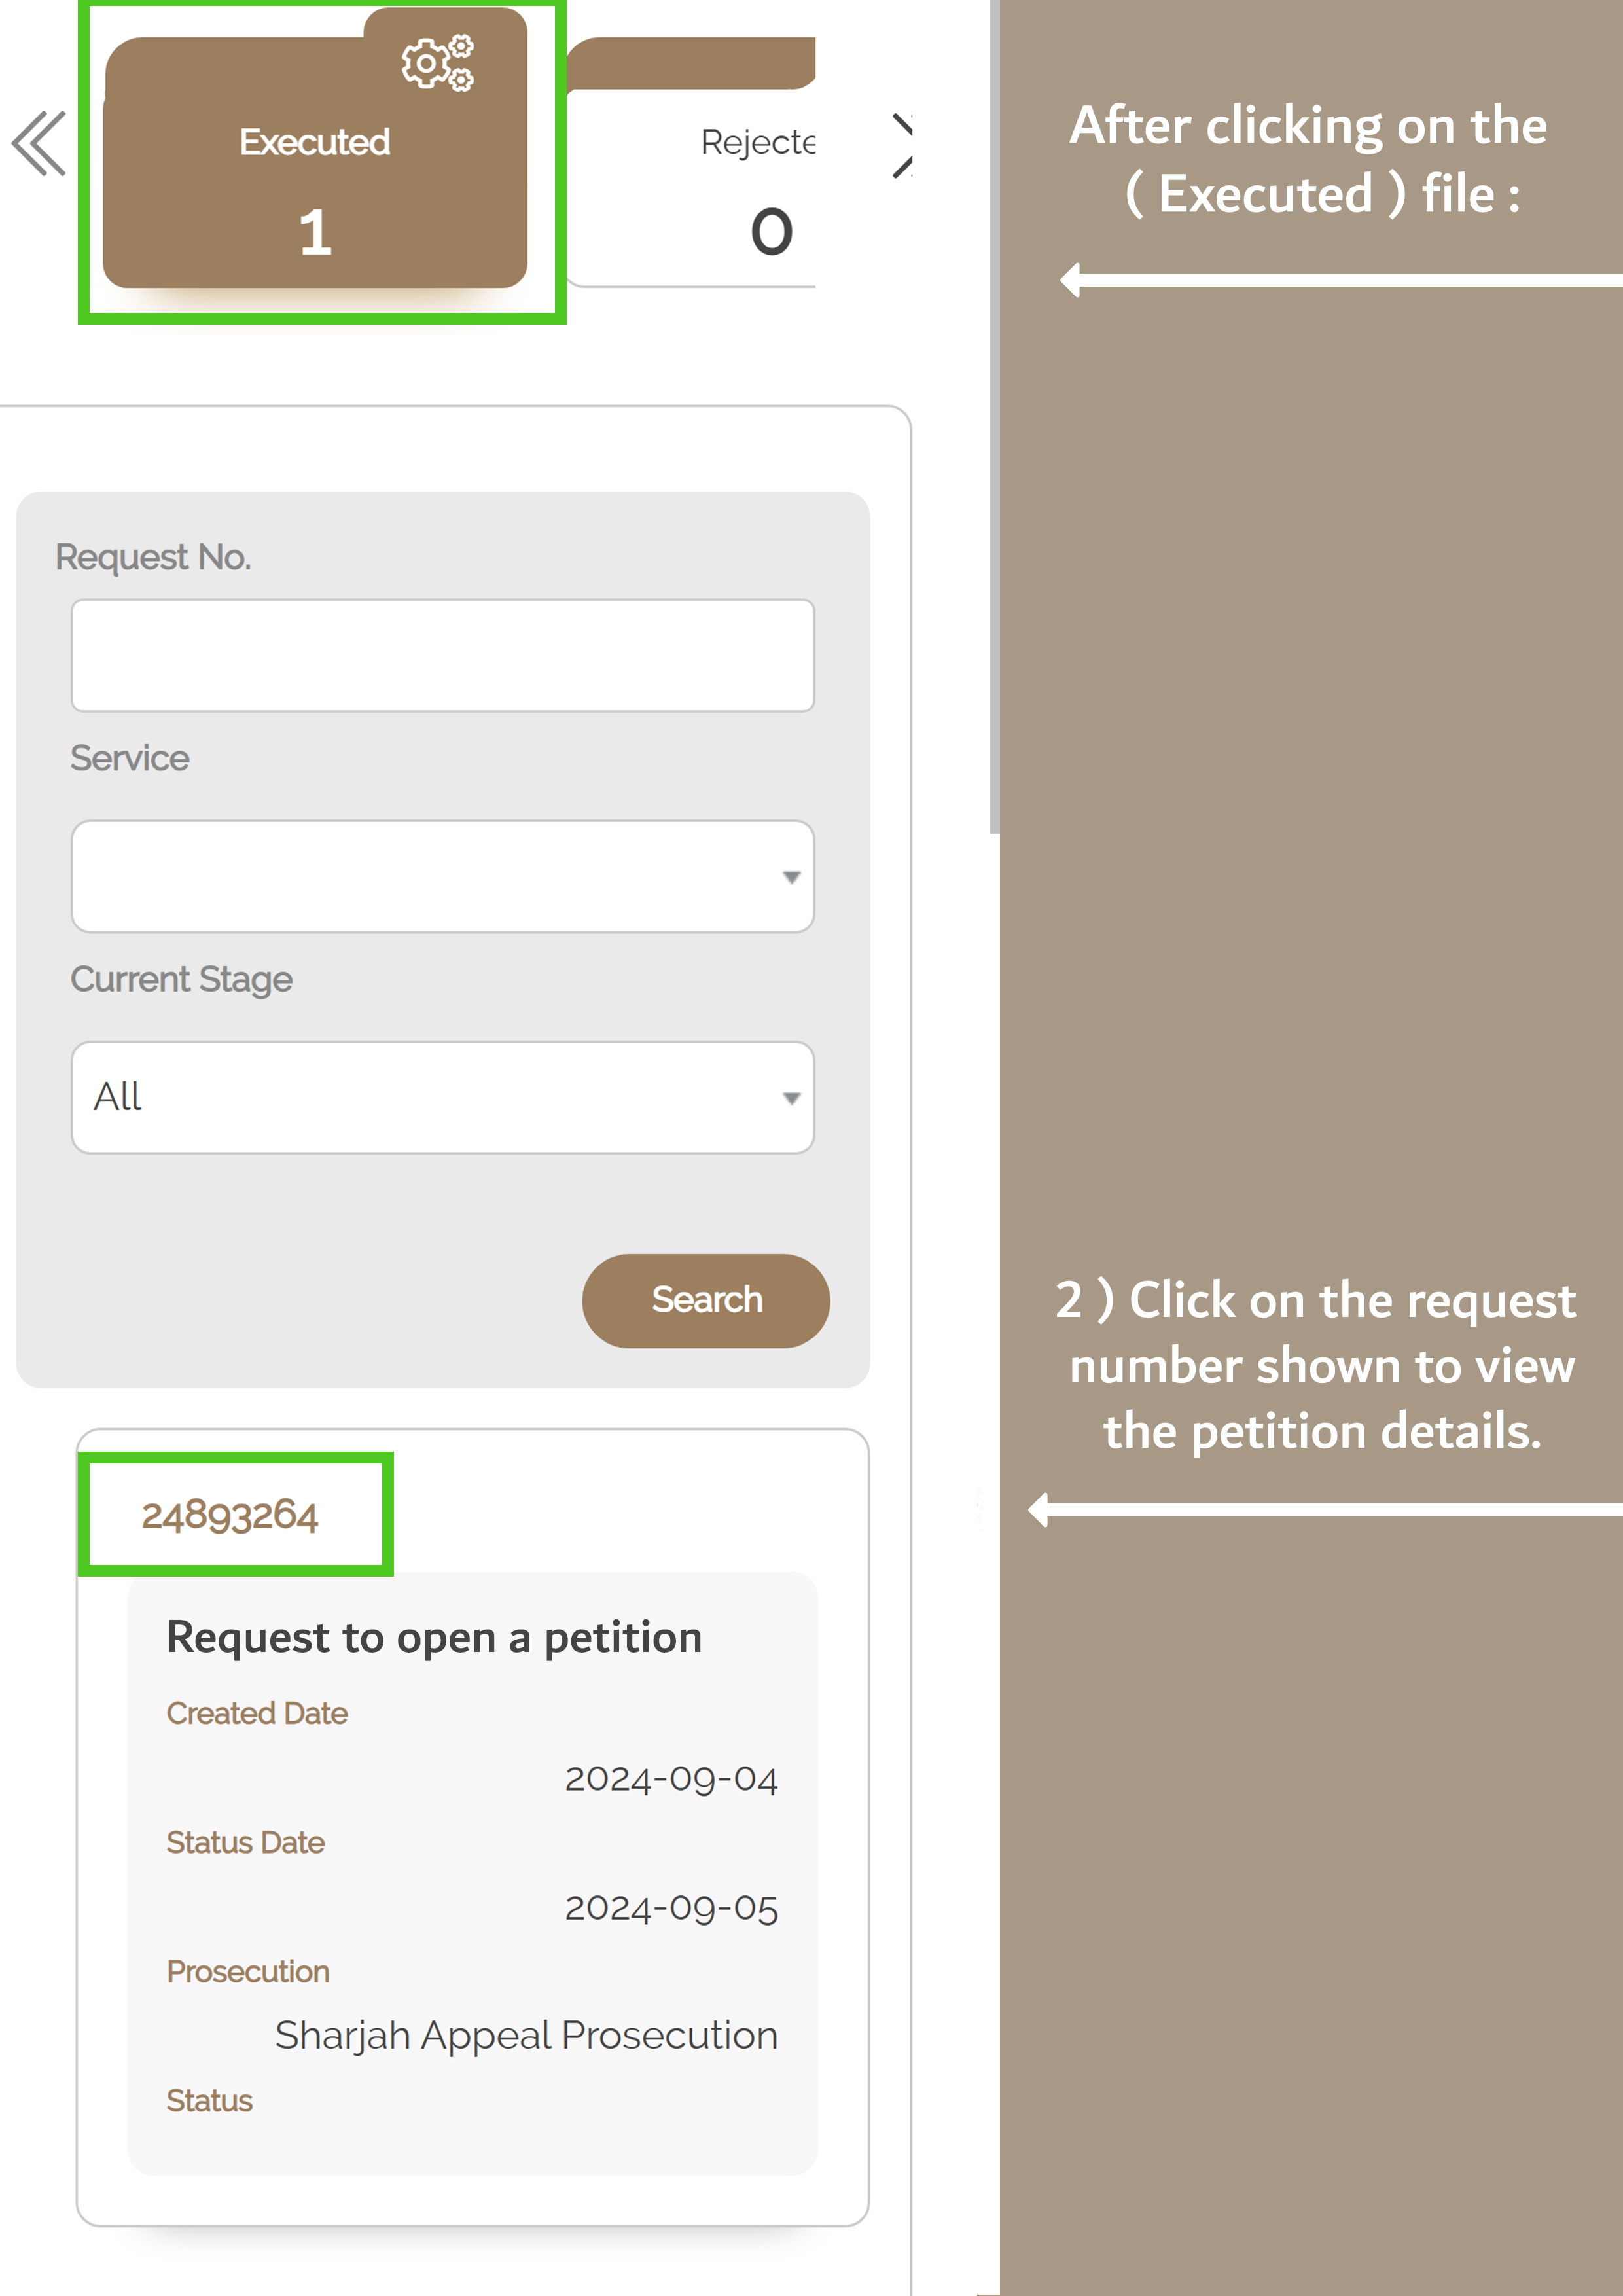 Executed
1
Rejecte
0
After clicking on the
( Executed ) file :
Request No.
Service
Current Stage
All
Search
2 ) Click on the request
number shown to view
the petition details.
24893264
Request to open a petition
Created Date
2024-09-04
Status Date
2024-09-05
Prosecution
Sharjah Appeal Prosecution
Status